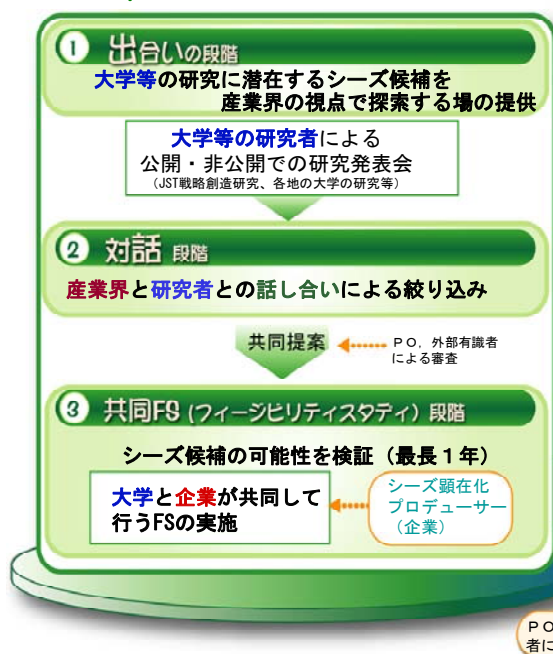 1 出合いの段階
大学等の研究に潜在するシーズ候補を
産業界の視点で探索する場の提供
大学等の研究者による
公開・非公開での研究発表会
(JST戦略創造研究、各地の大学の研究等)
2 対話 段階
産業界と研究者との話し合いによる絞り込み
共同提案
ＰＯ，外部有識者
による審査
3 共同FS (フィージビリティスタディ) 段階
シーズ候補の可能性を検証（最長１年）
大学と企業が共同して
行うFSの実施
シーズ顕在化
プロデューサー
（企業）
ＰＯ
者に